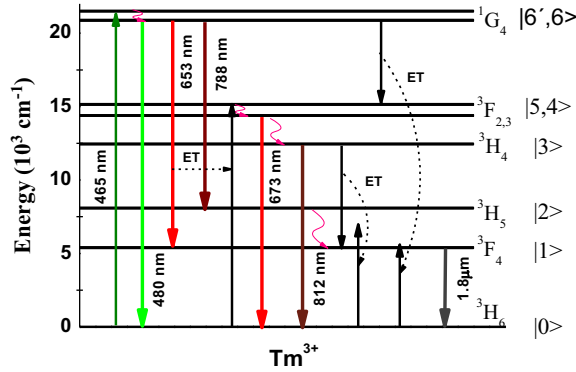 20
15
10
5
0
Energy (10³ cm⁻¹)
465 nm
480 nm
653 nm
788 nm
673 nm
812 nm
1.8μm
ET
ET
ET
¹G₄ |6´,6>
³F₂,₃ |5,4>
³H₄ |3>
³H₅ |2>
³F₄ |1>
³H₆ |0>
Tm³⁺